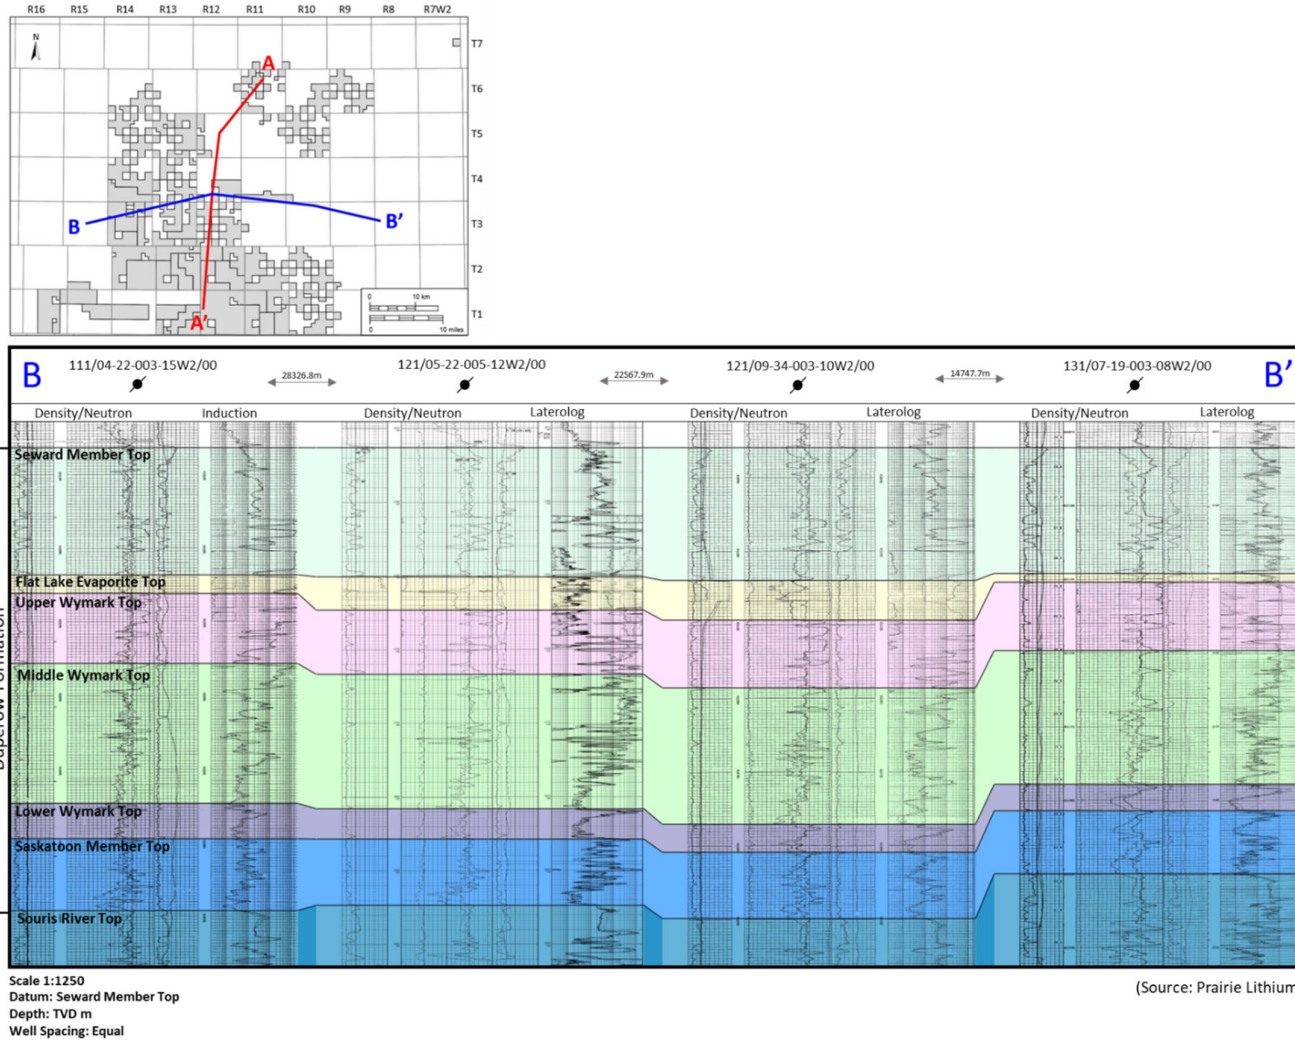 R16 R15 R14 R13 R12 R11 R10 R9 R8 R7W2
N
A
T7
T6
T5
T4
B
B’
T3
T2
0 10 km
0 10 miles
T1
A’
B
111/04-22-003-15W2/00
28326.8m
121/05-22-005-12W2/00
22567.9m
121/09-34-003-10W2/00
14747.7m
131/07-19-003-08W2/00
B’
Density/Neutron Induction Density/Neutron Laterolog Density/Neutron Laterolog Density/Neutron Laterolog
Seward Member Top
Flat Lake Evaporite Top
Upper Wymark Top
Middle Wymark Top
Lower Wymark Top
Saskatoon Member Top
Souris River Top
Scale 1:1250
Datum: Seward Member Top
Depth: TVD m
Well Spacing: Equal
(Source: Prairie Lithium